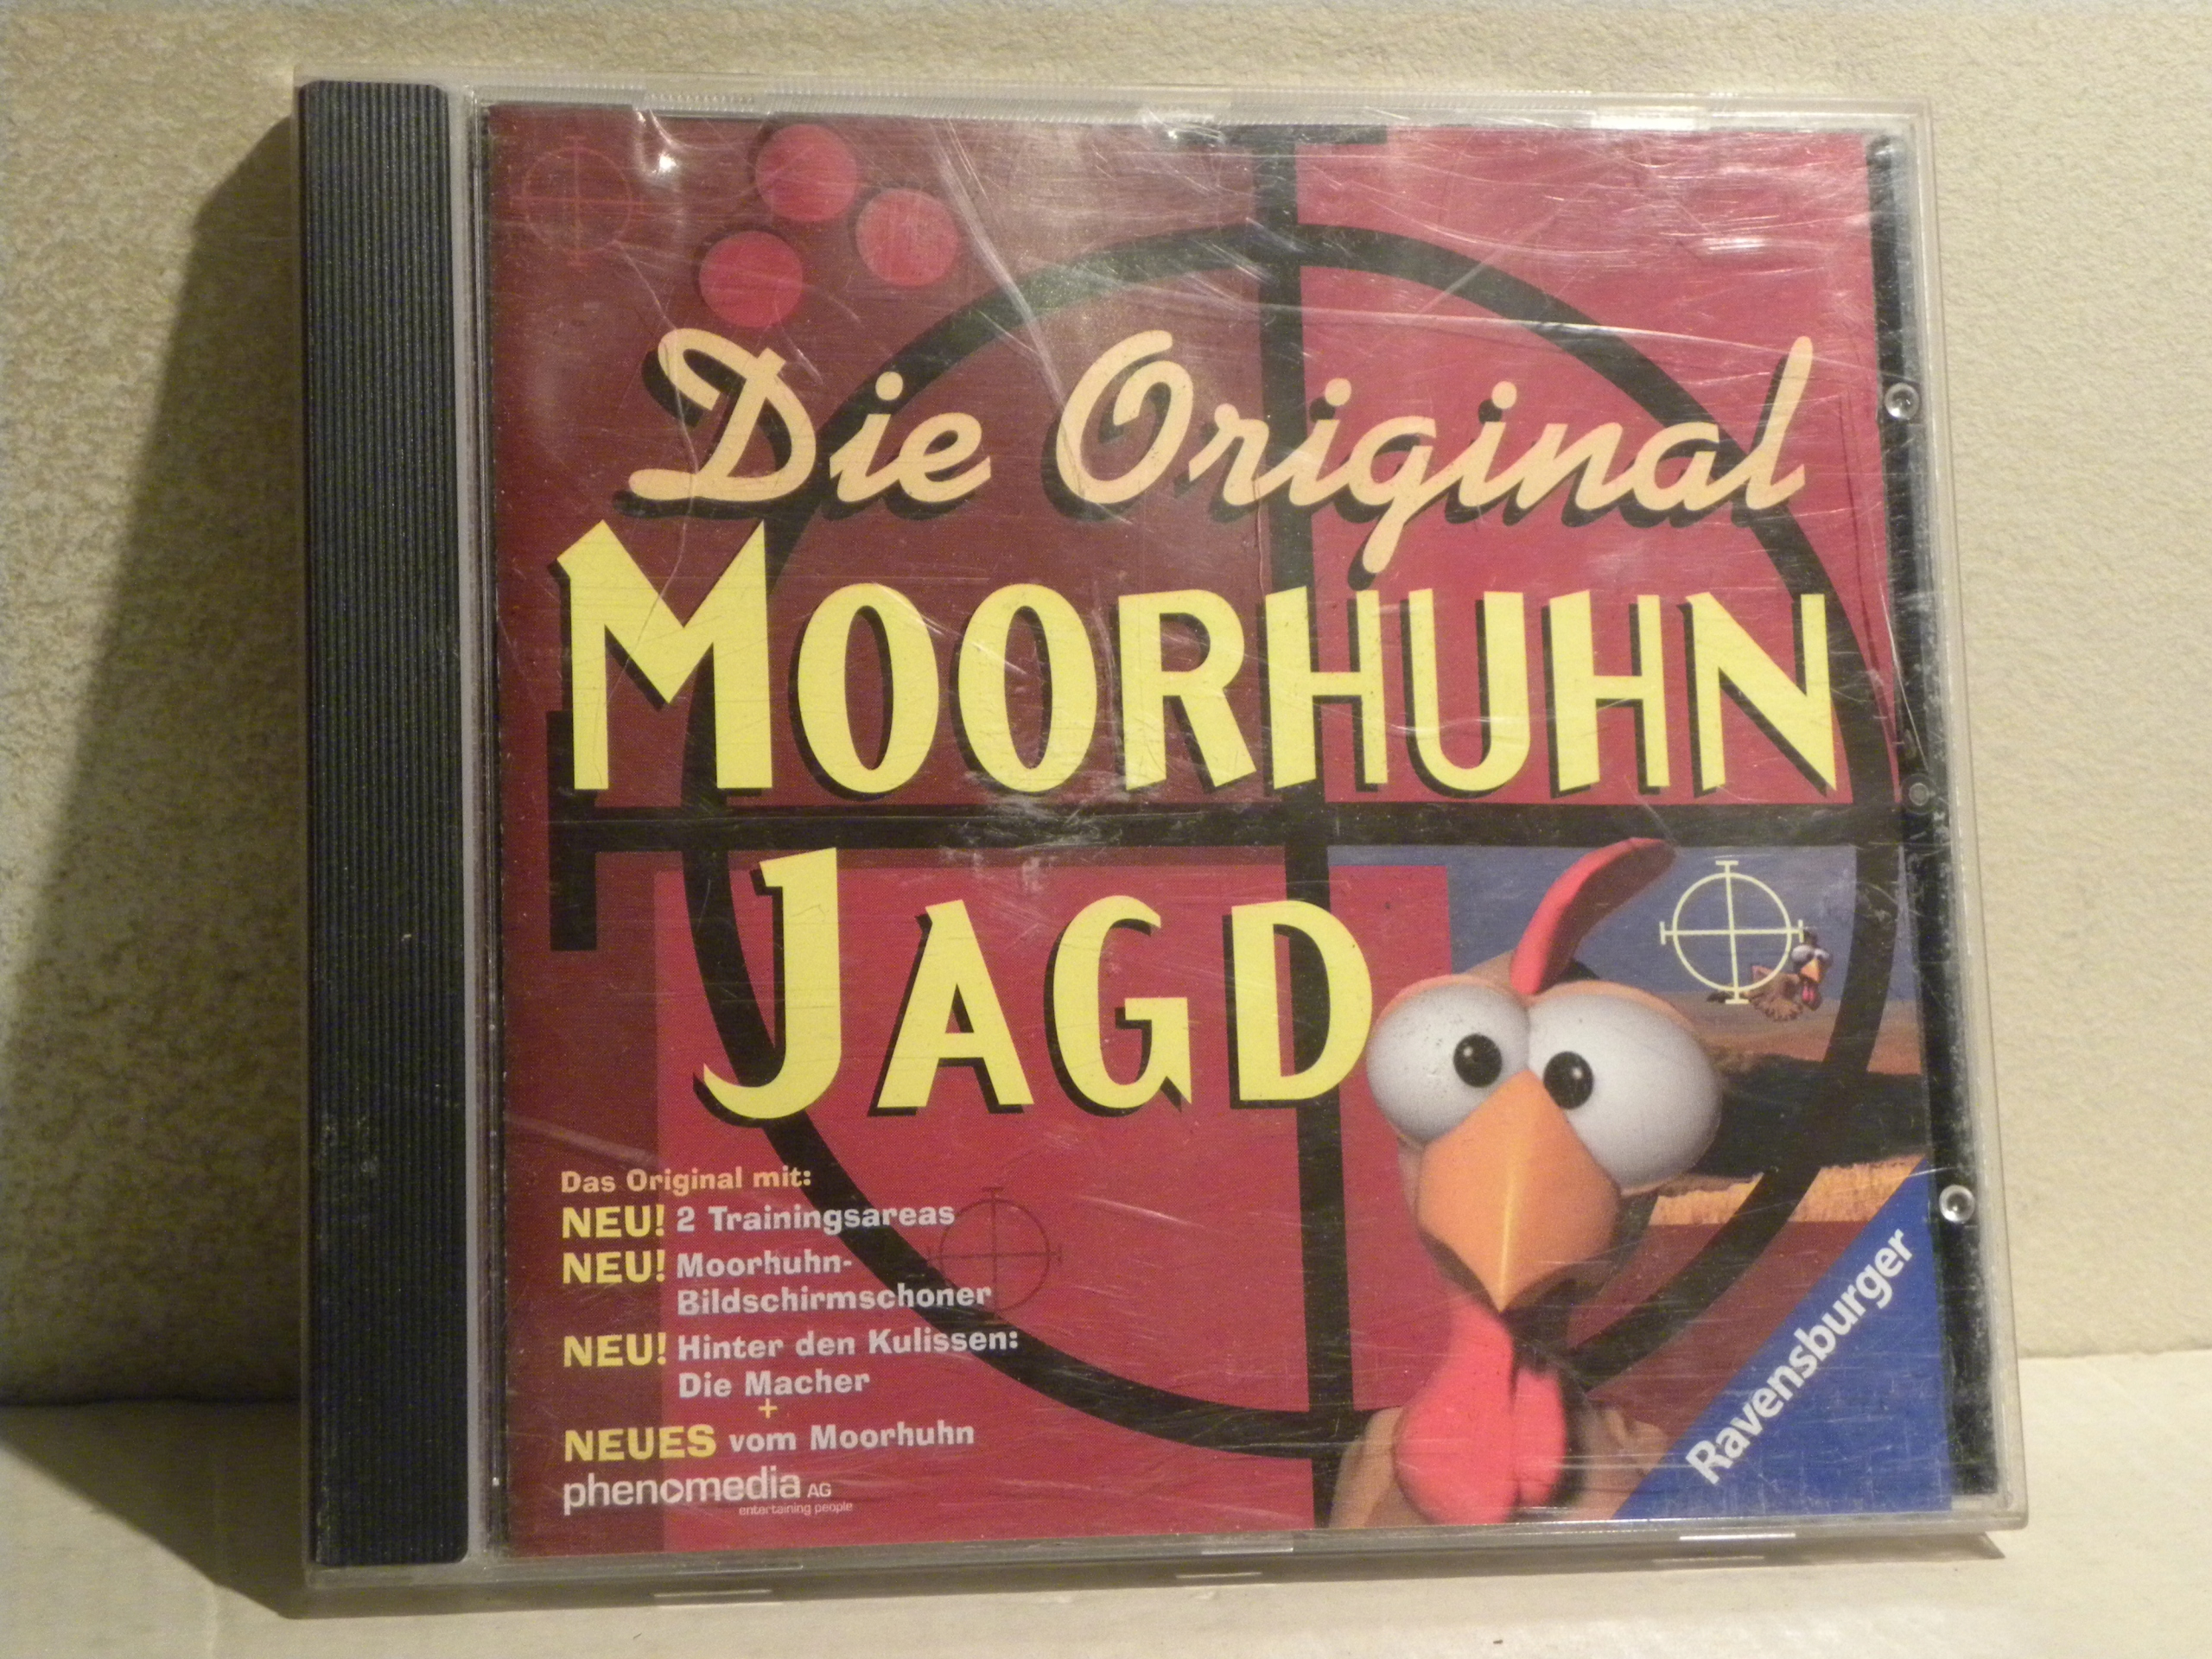 Die Original
MOORHUHN
JAGD
Das Original mit:
NEU! 2 Trainingsareas
NEU! Moorhuhn-
Bildschirmschoner
NEU! Hinter den Kulissen:
Die Macher
+
NEUES vom Moorhuhn
phenomedia AG
entertaining people
Ravensburger